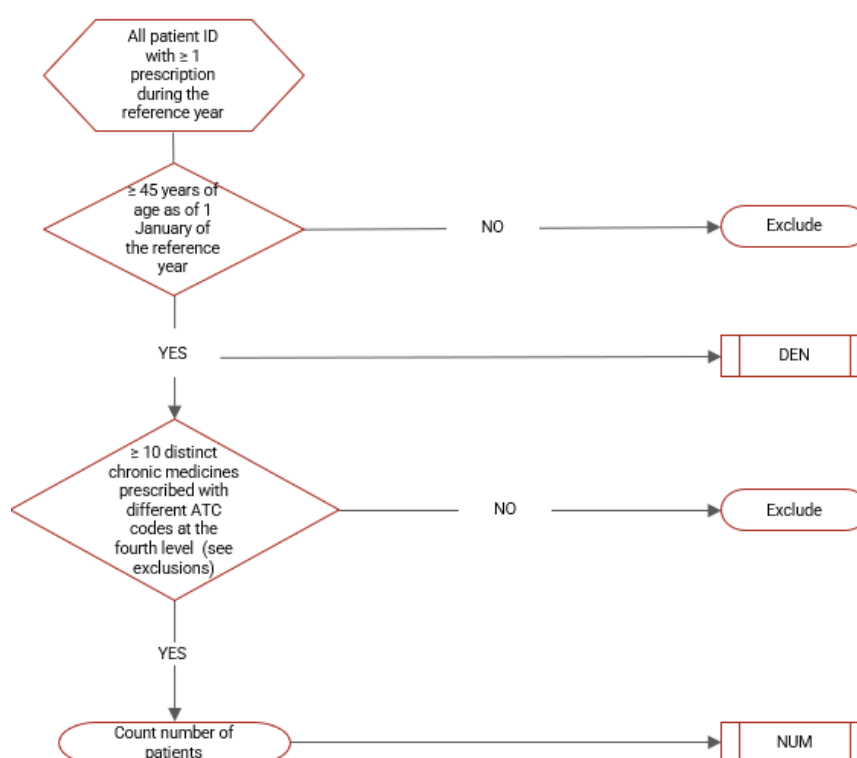 All patient ID
with ≥ 1
prescription
during the
reference year
≥ 45 years of
age as of 1
January of
the reference
year
NO
Exclude
YES
DEN
≥ 10 distinct
chronic medicines
prescribed with
different ATC
codes at the
fourth level (see
exclusions)
NO
Exclude
YES
Count number of
patients
NUM